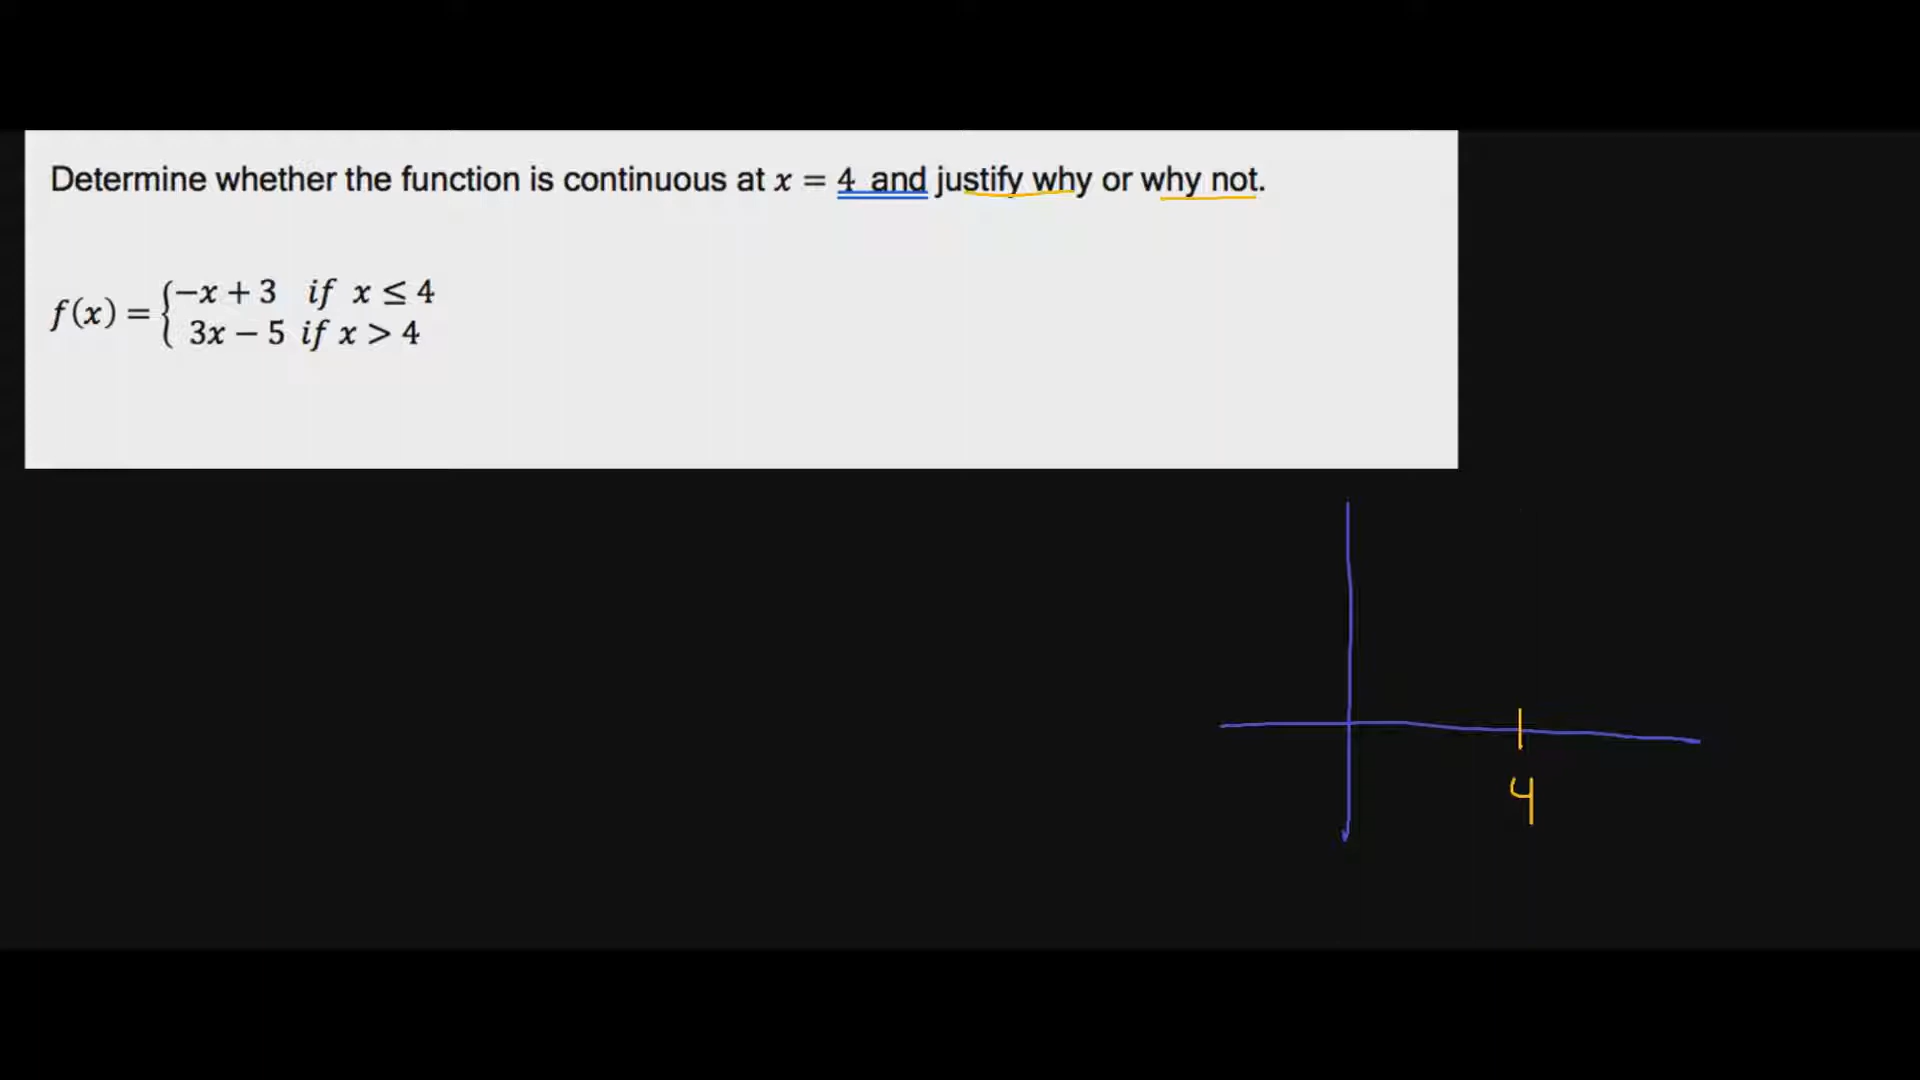 Determine whether the function is continuous at x = 4 and justify why or why not.
f(x) = {−x + 3 if x ≤ 4
3x − 5 if x > 4
4